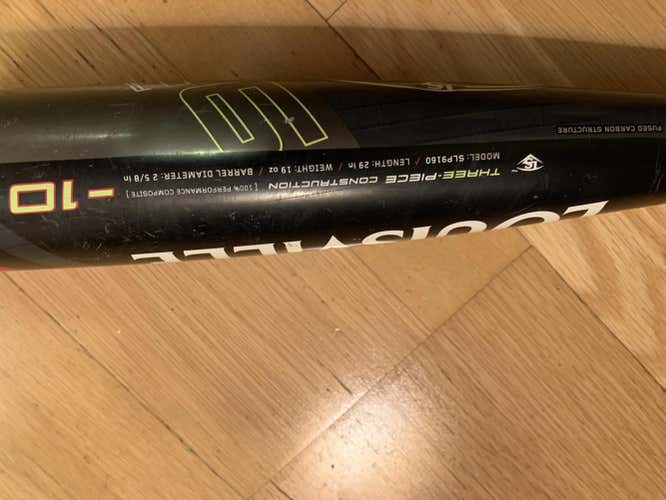 LOUISVILLE
THREE-PIECE CONSTRUCTION [ 100% PERFORMANCE COMPOSITE ]
MODEL: SLP9160 / LENGTH: 29 in / WEIGHT: 19 oz / BARREL DIAMETER: 2 5/8 in
-10
FUSED CARBON STRUCTURE